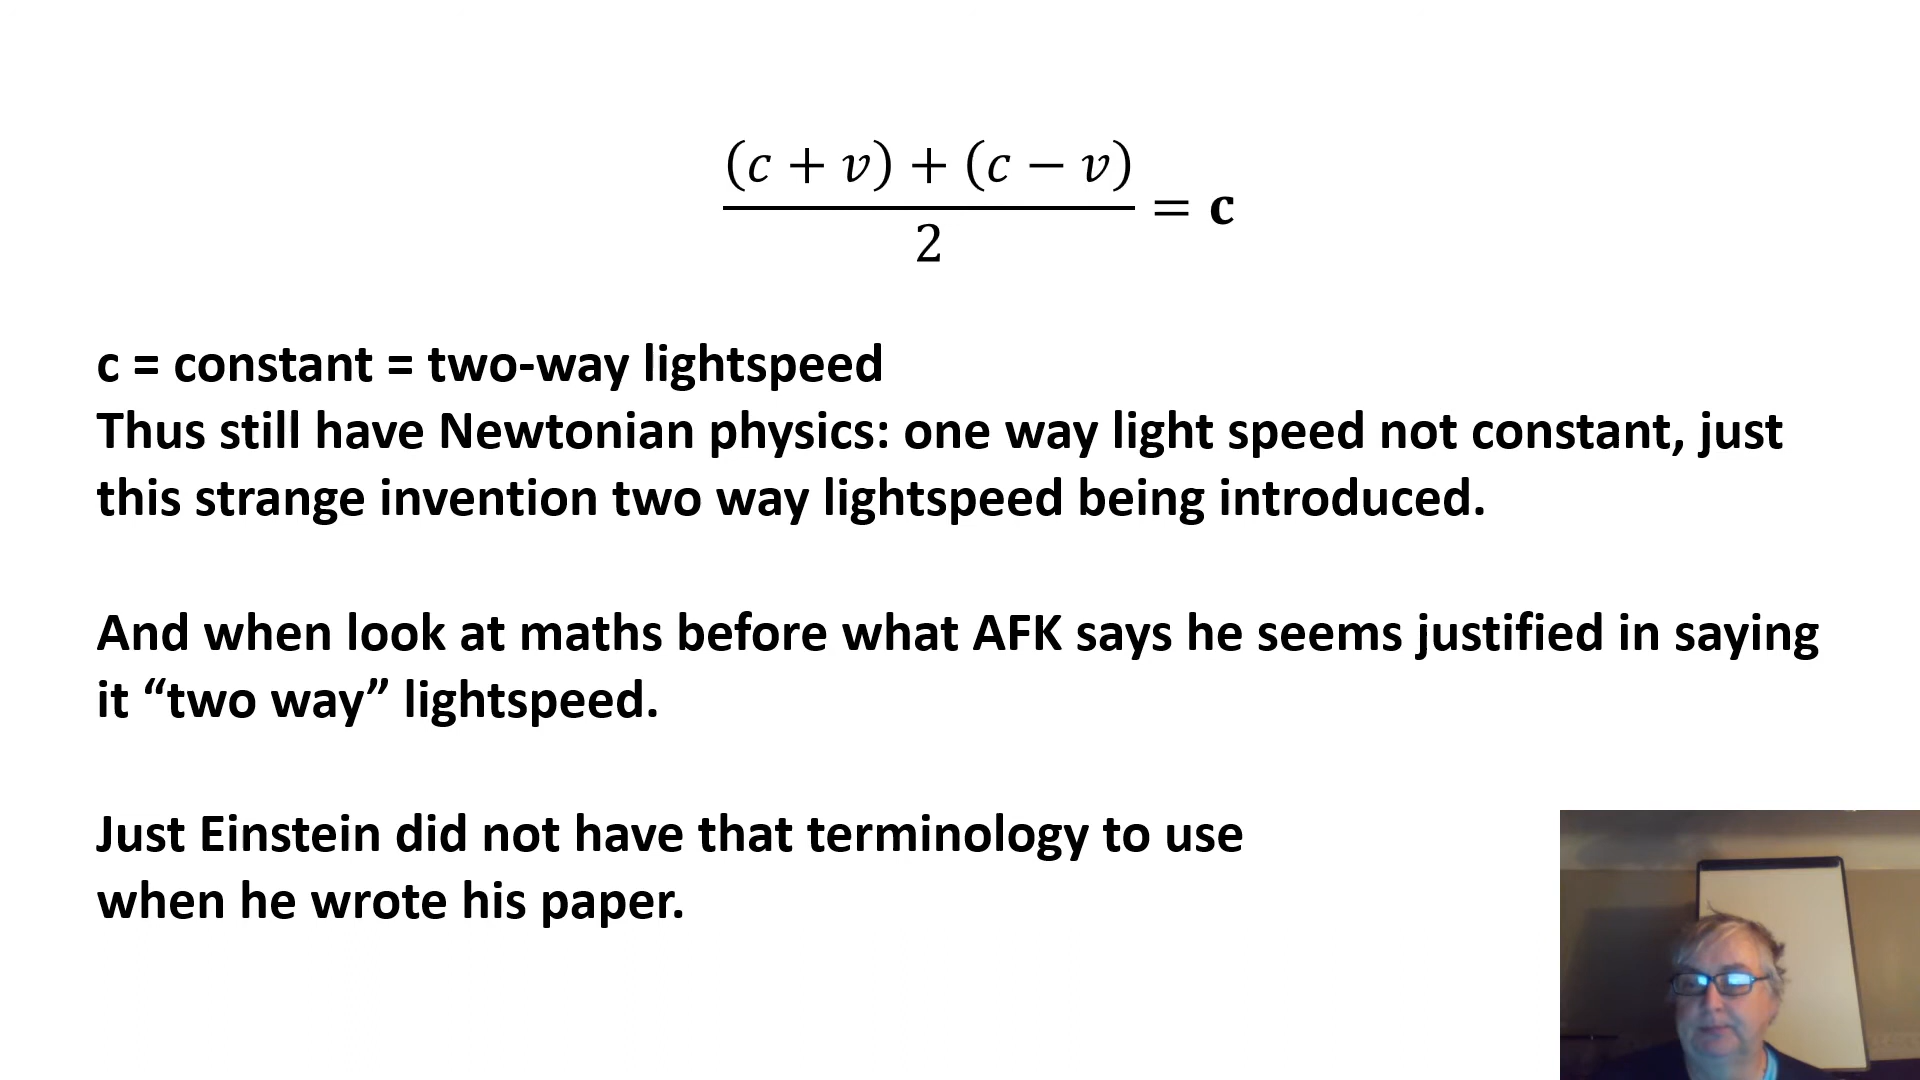 (c + v) + (c − v)
2
= c
c = constant = two-way lightspeed
Thus still have Newtonian physics: one way light speed not constant, just
this strange invention two way lightspeed being introduced.
And when look at maths before what AFK says he seems justified in saying
it “two way” lightspeed.
Just Einstein did not have that terminology to use
when he wrote his paper.